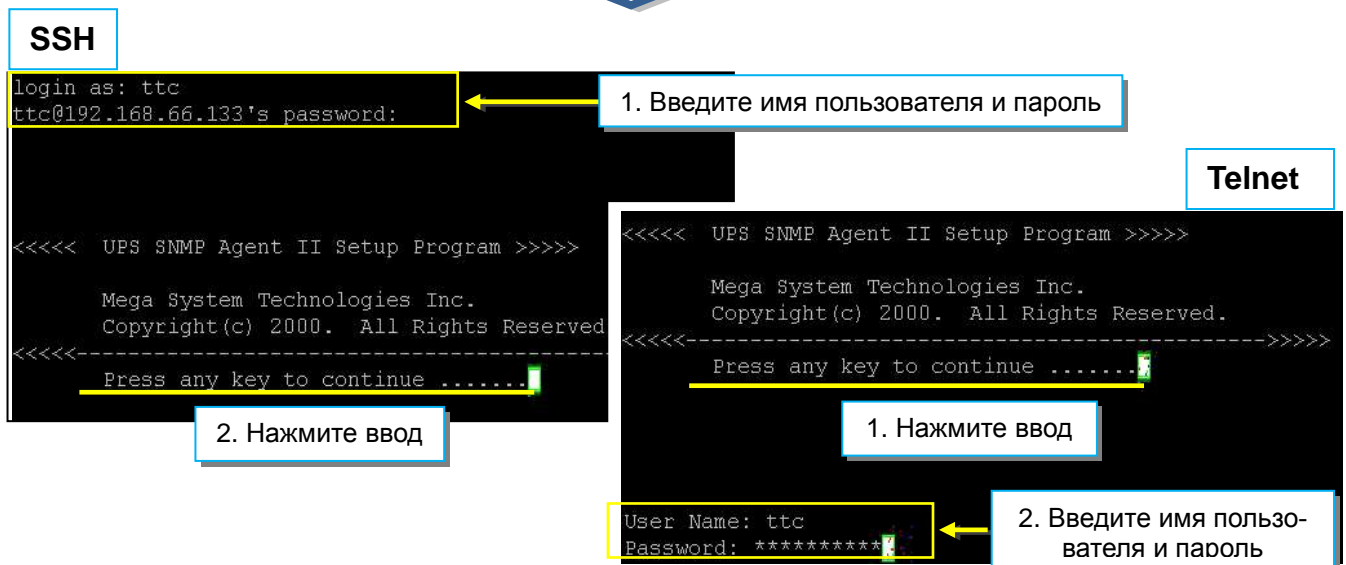 SSH
login as: ttc
ttc@192.168.66.133's password:
1. Введите имя пользователя и пароль
<<<<< UPS SNMP Agent II Setup Program >>>>>
Mega System Technologies Inc.
Copyright(c) 2000. All Rights Reserved
<<<<<------------------------------------------
Press any key to continue .......
2. Нажмите ввод
Telnet
<<<<< UPS SNMP Agent II Setup Program >>>>>
Mega System Technologies Inc.
Copyright(c) 2000. All Rights Reserved.
<<<<<--------------------------------------------->>>>>
Press any key to continue .......
1. Нажмите ввод
User Name: ttc
Password: **********
2. Введите имя пользо-
вателя и пароль